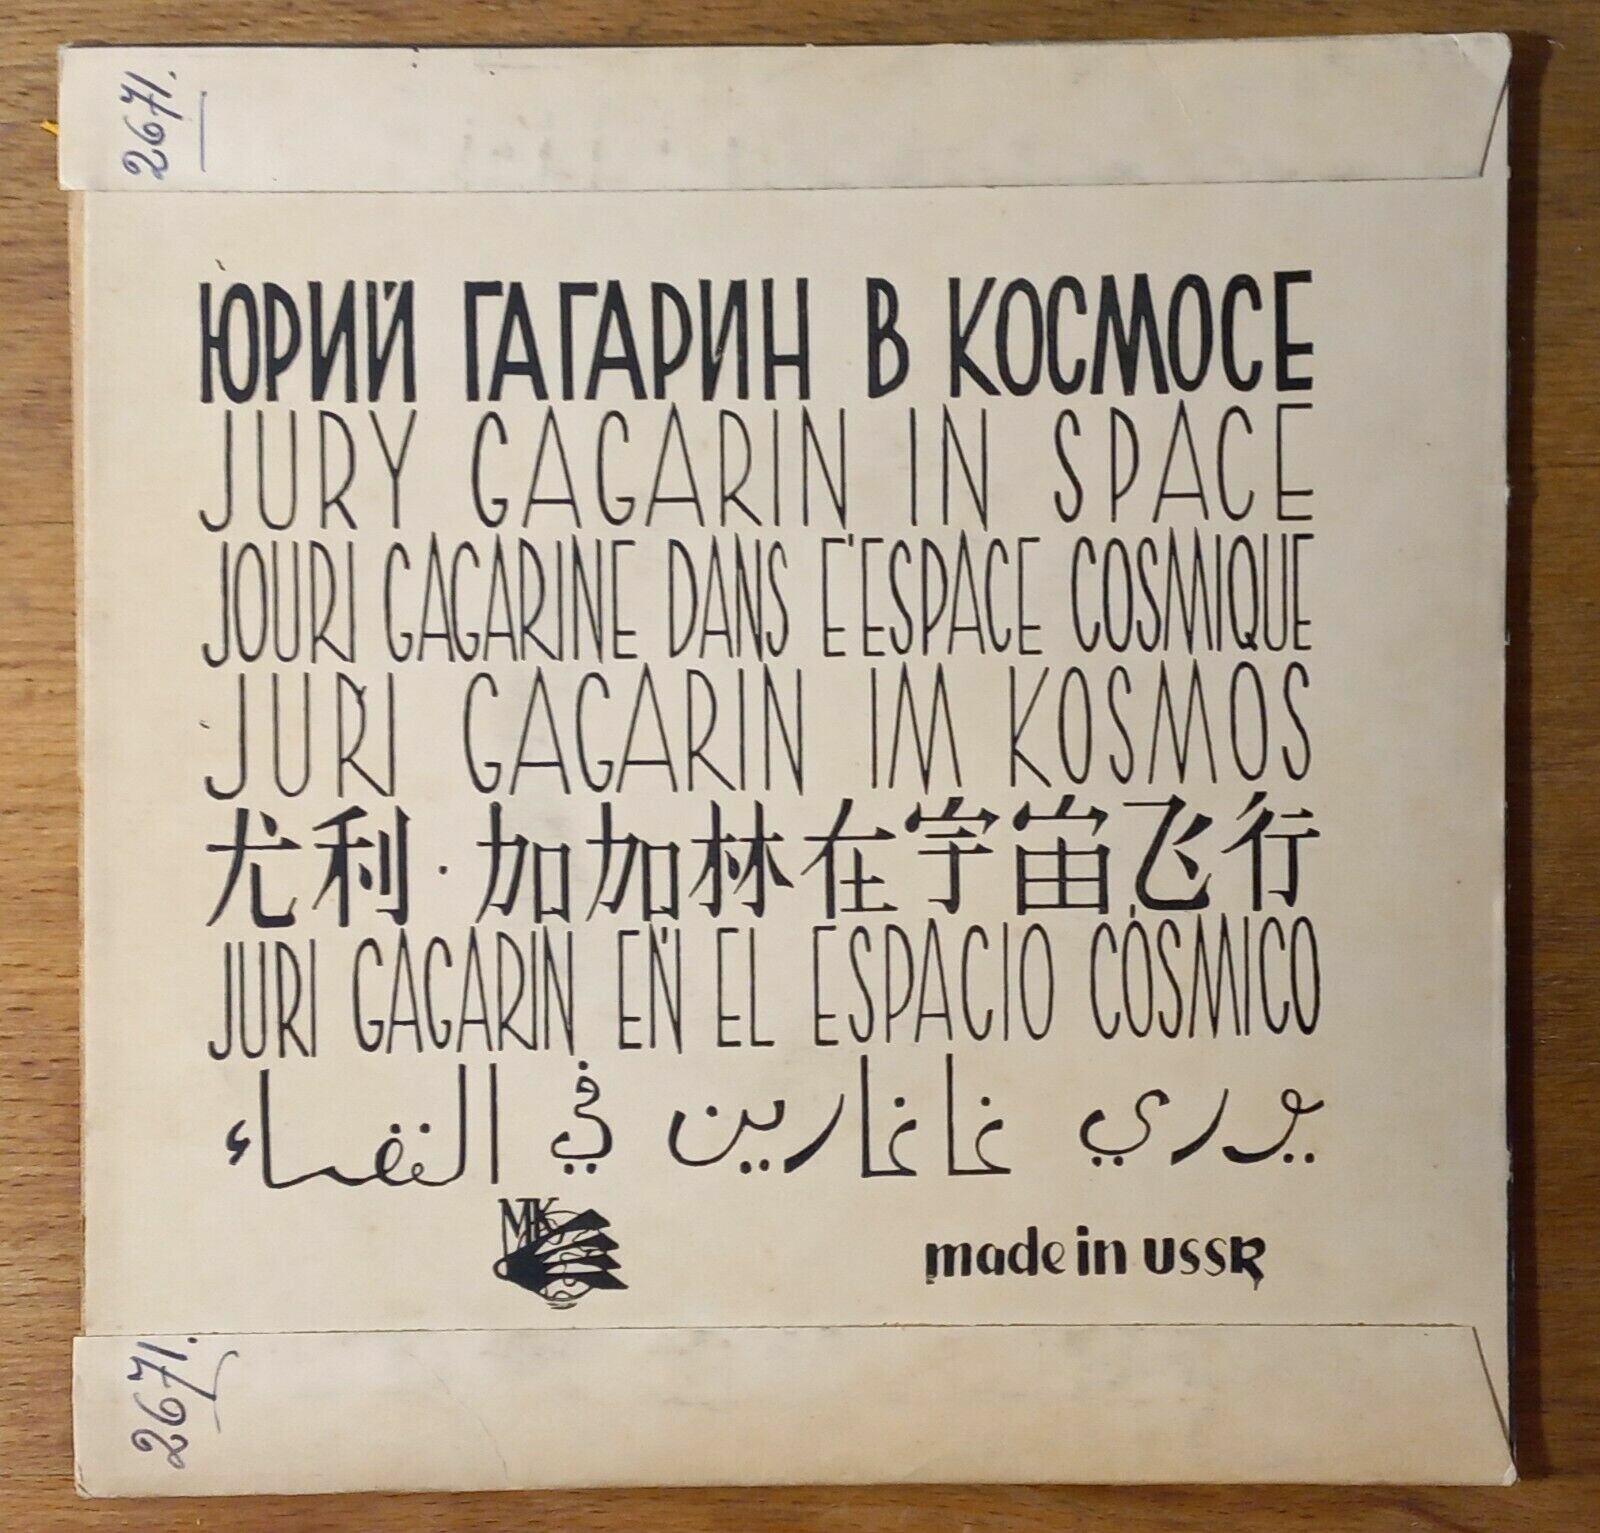 2671.
ЮРИЙ ГАГАРИН В КОСМОСЕ
JURY GAGARIN IN SPACE
JOURI GAGARINE DANS E'ESPACE COSMIQUE
JURI GAGARIN IM KOSMOS
尤利·加加林在宇宙飞行
JURI GAGARIN EN EL ESPACIO CÓSMICO
يوري غاغارين في الفضاء
МК
made in USSR
2671.